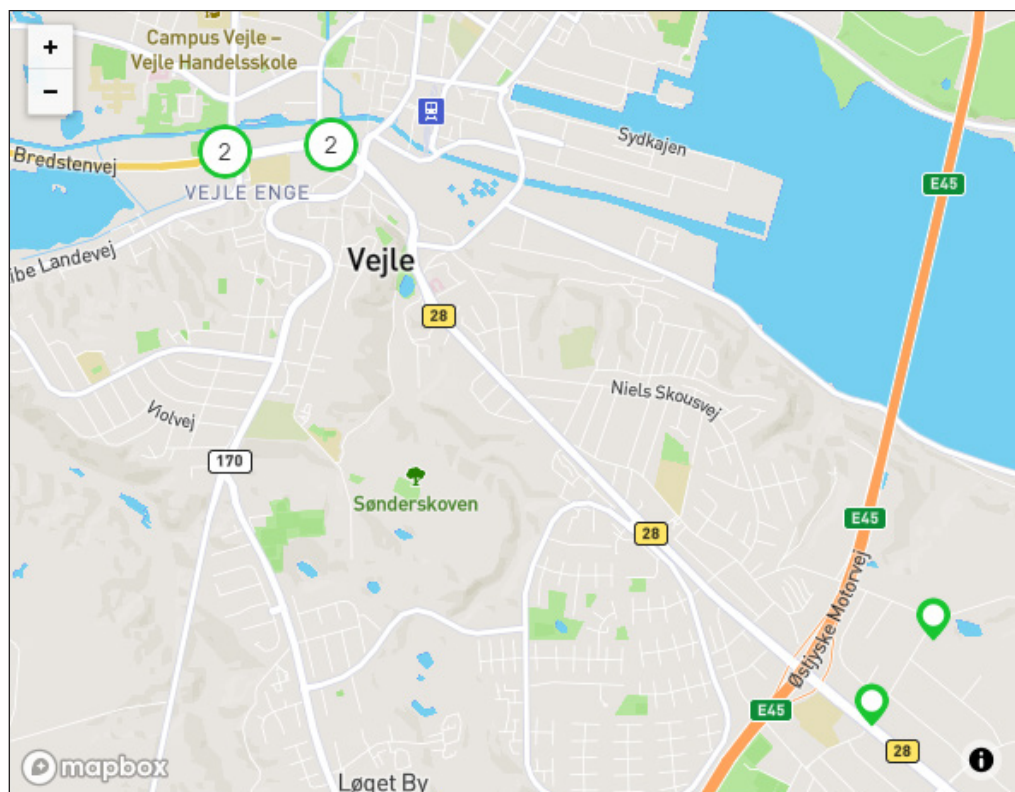 +
−
Campus Vejle –
Vejle Handelsskole
2
2
Bredstenvej
VEJLE ENGE
Sydkajen
E45
ibe Landevej
Vejle
28
Niels Skousvej
Violvej
170
Sønderskoven
E45
28
Østjyske Motorvej
E45
28
mapbox
Løget By
i